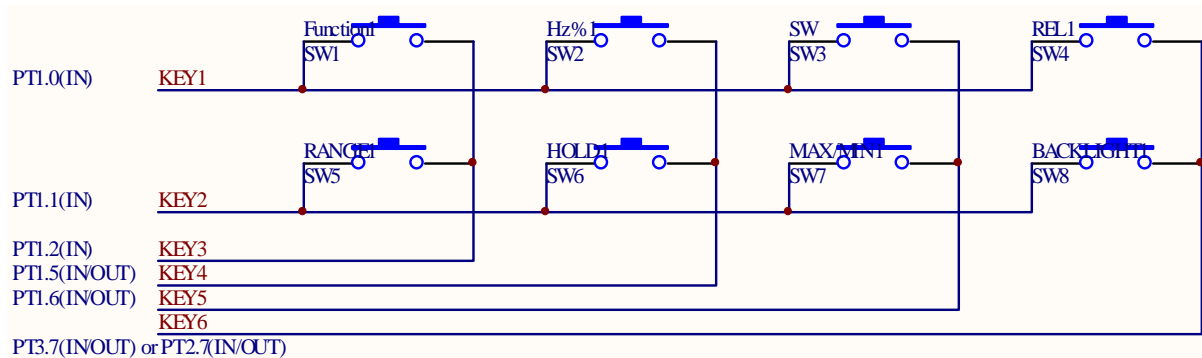 Function1 Hz%1 SW REL1
SW1 SW2 SW3 SW4
PT1.0(IN) KEY1
RANGE1 HOLD1 MAX/MIN1 BACKLIGHT1
SW5 SW6 SW7 SW8
PT1.1(IN) KEY2
PT1.2(IN) KEY3
PT1.5(IN/OUT) KEY4
PT1.6(IN/OUT) KEY5
KEY6
PT3.7(IN/OUT) or PT2.7(IN/OUT)